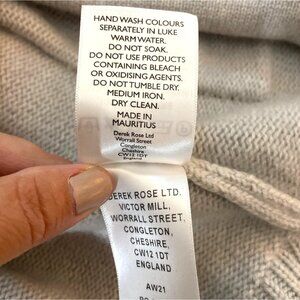 HAND WASH COLOURS
SEPARATELY IN LUKE
WARM WATER.
DO NOT SOAK.
DO NOT USE PRODUCTS
CONTAINING BLEACH
OR OXIDISING AGENTS.
DO NOT TUMBLE DRY.
MEDIUM IRON.
DRY CLEAN.
MADE IN
MAURITIUS
Derek Rose Ltd
Worrall Street
Congleton
Cheshire
CW12 1DT
England
DEREK ROSE LTD.
VICTOR MILL,
WORRALL STREET,
CONGLETON,
CHESHIRE,
CW12 1DT
ENGLAND
AW21